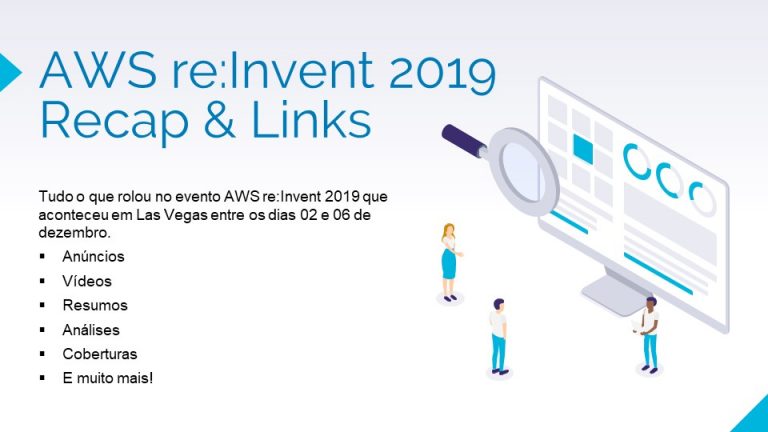 AWS re:Invent 2019
Recap & Links
Tudo o que rolou no evento AWS re:Invent 2019 que
aconteceu em Las Vegas entre os dias 02 e 06 de
dezembro.
▪ Anúncios
▪ Vídeos
▪ Resumos
▪ Análises
▪ Coberturas
▪ E muito mais!